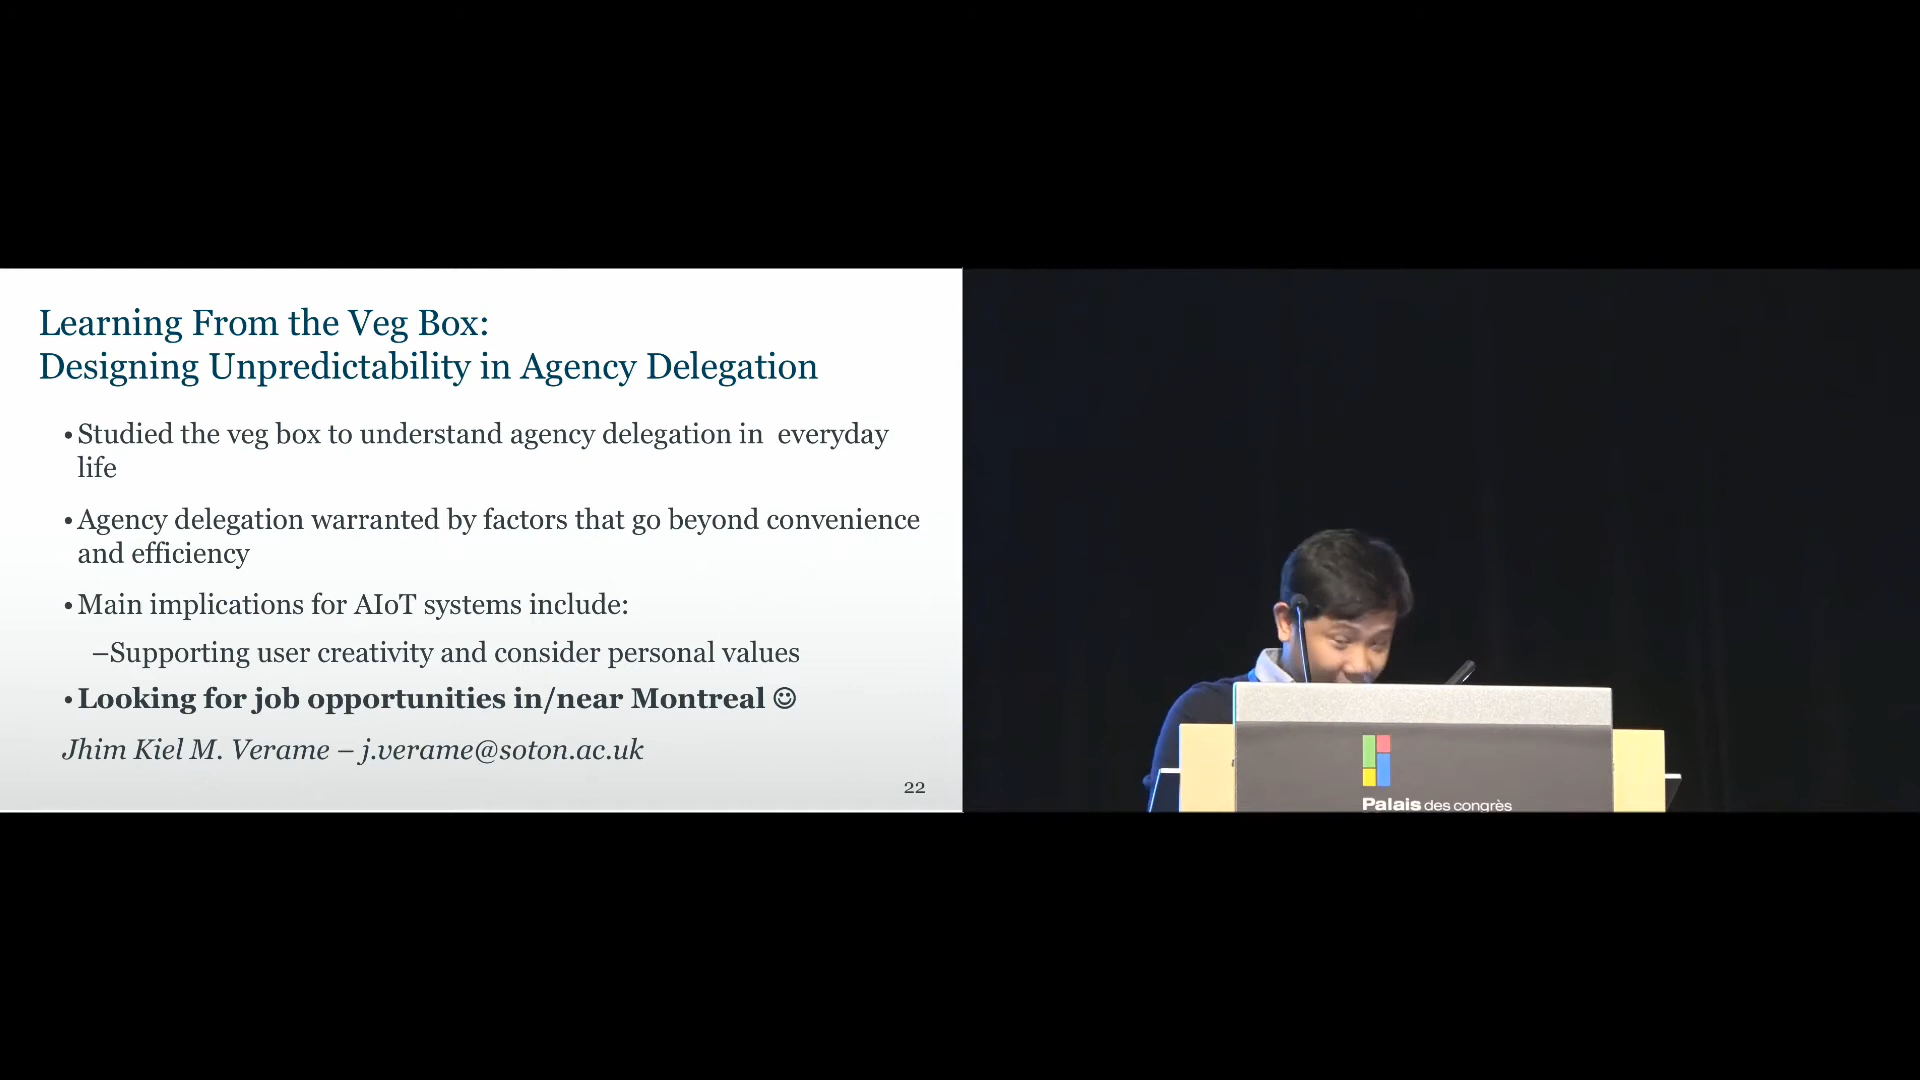 Learning From the Veg Box:
Designing Unpredictability in Agency Delegation
• Studied the veg box to understand agency delegation in  everyday
life
• Agency delegation warranted by factors that go beyond convenience
and efficiency
• Main implications for AIoT systems include:
–Supporting user creativity and consider personal values
• Looking for job opportunities in/near Montreal ☺
Jhim Kiel M. Verame – j.verame@soton.ac.uk
22
Palais des congrès